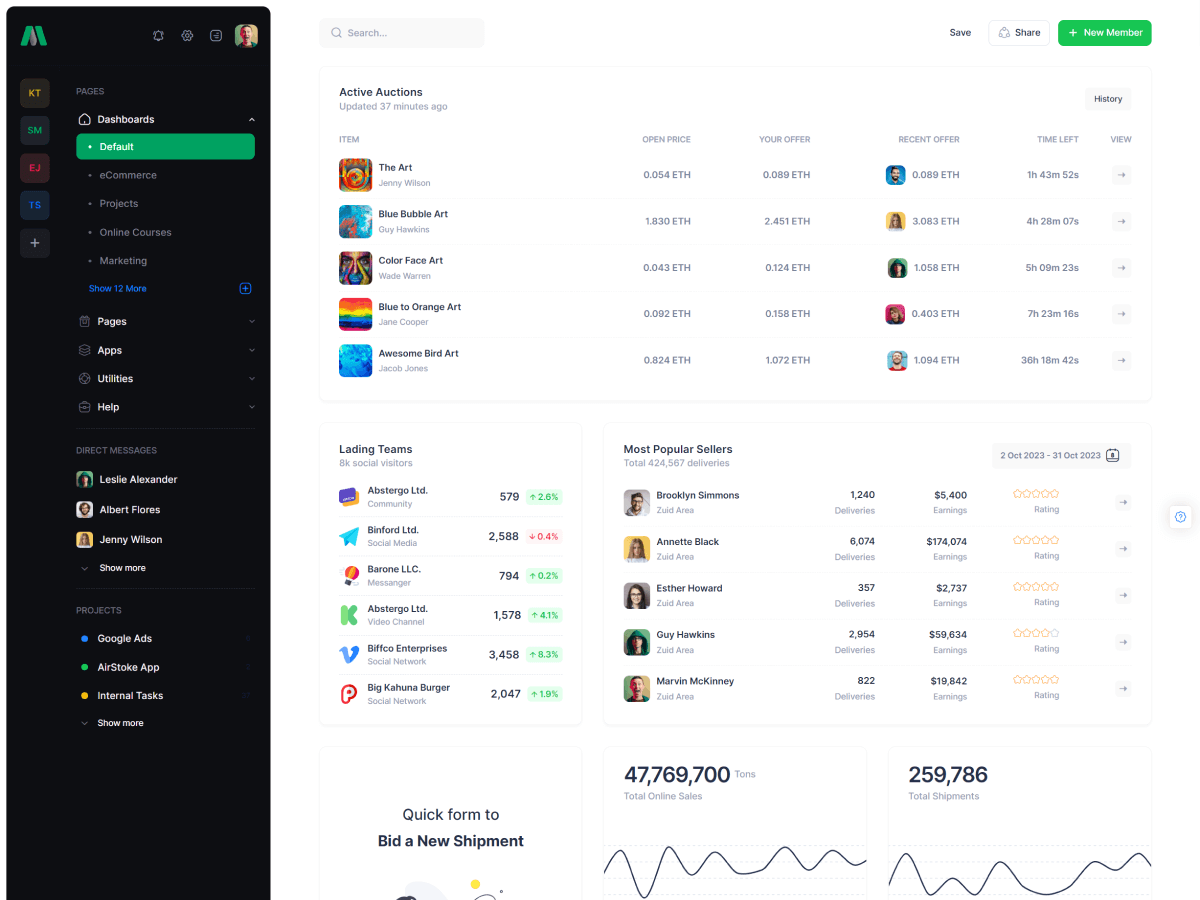 KT
SM
EJ
TS
PAGES
Dashboards
Default
eCommerce
Projects
Online Courses
Marketing
Show 12 More
Pages
Apps
Utilities
Help
DIRECT MESSAGES
Leslie Alexander
Albert Flores
Jenny Wilson
Show more
PROJECTS
Google Ads
AirStoke App
Internal Tasks
Show more
Search...
Save
Share
New Member
Active Auctions
Updated 37 minutes ago
History
ITEM OPEN PRICE YOUR OFFER RECENT OFFER TIME LEFT VIEW
The Art
Jenny Wilson
0.054 ETH 0.089 ETH 0.089 ETH 1h 43m 52s
Blue Bubble Art
Guy Hawkins
1.830 ETH 2.451 ETH 3.083 ETH 4h 28m 07s
Color Face Art
Wade Warren
0.043 ETH 0.124 ETH 1.058 ETH 5h 09m 23s
Blue to Orange Art
Jane Cooper
0.092 ETH 0.158 ETH 0.403 ETH 7h 23m 16s
Awesome Bird Art
Jacob Jones
0.824 ETH 1.072 ETH 1.094 ETH 36h 18m 42s
Lading Teams
8k social visitors
Abstergo Ltd.
Community
579 2.6%
Binford Ltd.
Social Media
2,588 0.4%
Barone LLC.
Messanger
794 0.2%
Abstergo Ltd.
Video Channel
1,578 4.1%
Biffco Enterprises
Social Network
3,458 8.3%
Big Kahuna Burger
Social Network
2,047 1.9%
Most Popular Sellers
Total 424,567 deliveries
2 Oct 2023 - 31 Oct 2023
Brooklyn Simmons 1,240 $5,400
Zuid Area Deliveries Earnings Rating
Annette Black 6,074 $174,074
Zuid Area Deliveries Earnings Rating
Esther Howard 357 $2,737
Zuid Area Deliveries Earnings Rating
Guy Hawkins 2,954 $59,634
Zuid Area Deliveries Earnings Rating
Marvin McKinney 822 $19,842
Zuid Area Deliveries Earnings Rating
Quick form to
Bid a New Shipment
47,769,700 Tons
Total Online Sales
259,786
Total Shipments